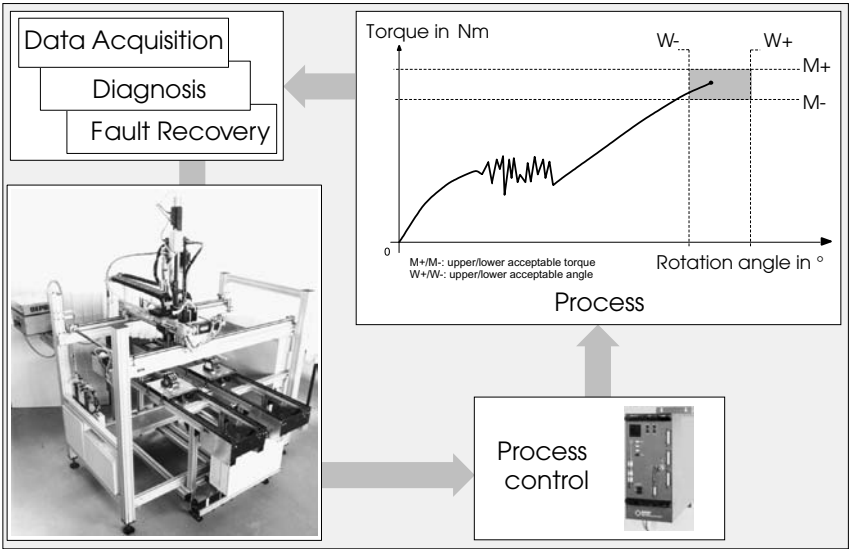 Data Acquisition
Diagnosis
Fault Recovery
Torque in Nm
W-
W+
M+
M-
0
M+/M-: upper/lower acceptable torque
W+/W-: upper/lower acceptable angle
Rotation angle in °
Process
Process
control